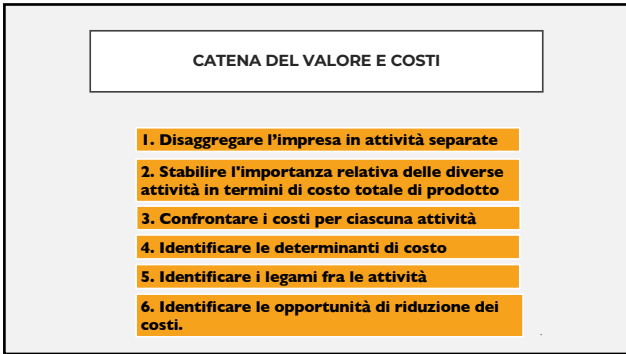 CATENA DEL VALORE E COSTI
1. Disaggregare l’impresa in attività separate
2. Stabilire l'importanza relativa delle diverse
attività in termini di costo totale di prodotto
3. Confrontare i costi per ciascuna attività
4. Identificare le determinanti di costo
5. Identificare i legami fra le attività
6. Identificare le opportunità di riduzione dei
costi.